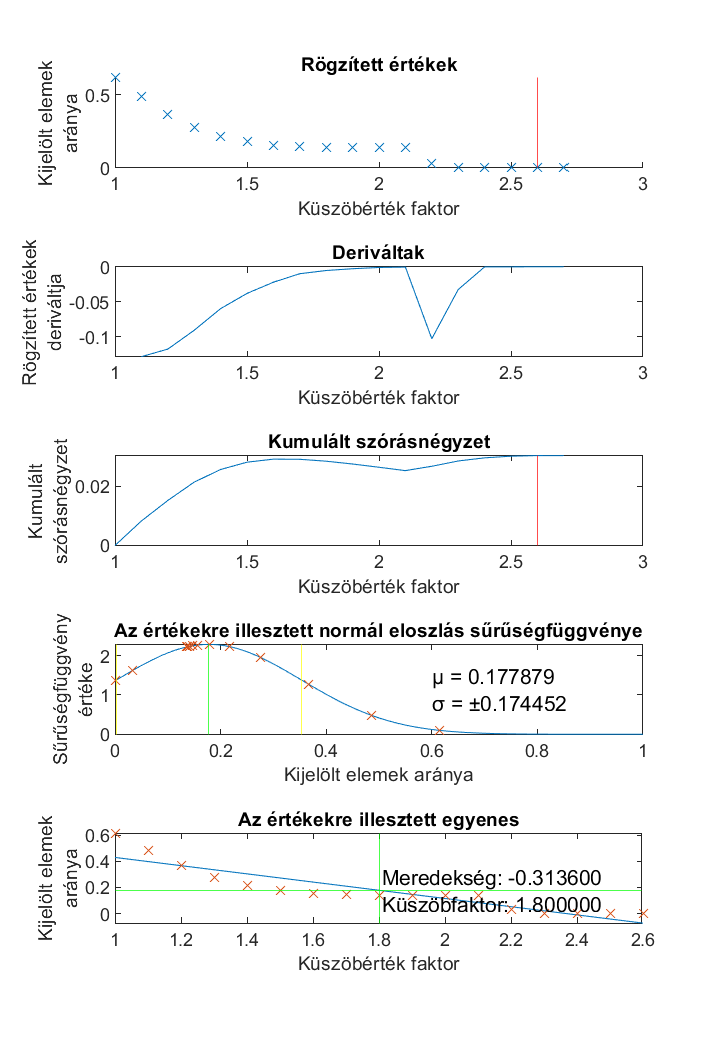 Rögzített értékek
Kijelölt elemek
aránya
0.5
0
1
1.5
2
2.5
3
Küszöbérték faktor
Deriváltak
Rögzített értékek
deriváltja
0
-0.05
-0.1
1
1.5
2
2.5
3
Küszöbérték faktor
Kumulált szórásnégyzet
Kumulált
szórásnégyzet
0.02
0
1
1.5
2
2.5
3
Küszöbérték faktor
Az értékekre illesztett normál eloszlás sűrűségfüggvénye
Sűrűségfüggvény
értéke
2
1
0
μ = 0.177879
σ = ±0.174452
0
0.2
0.4
0.6
0.8
1
Kijelölt elemek aránya
Az értékekre illesztett egyenes
Kijelölt elemek
aránya
0.6
0.4
0.2
0
Meredekség: -0.313600
Küszöbfaktor: 1.800000
1
1.2
1.4
1.6
1.8
2
2.2
2.4
2.6
Küszöbérték faktor